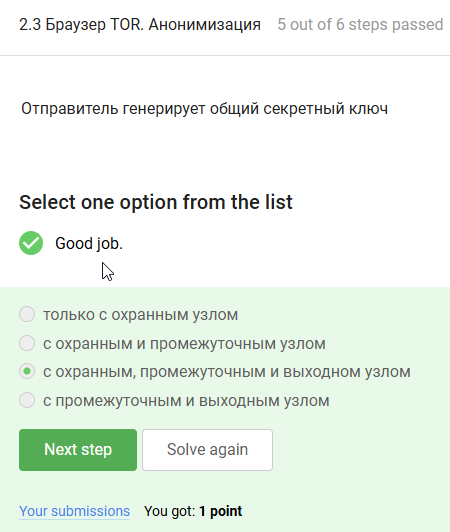 2.3 Браузер TOR. Анонимизация 5 out of 6 steps passed
Отправитель генерирует общий секретный ключ
Select one option from the list
Good job.
только с охранным узлом
с охранным и промежуточным узлом
с охранным, промежуточным и выходном узлом
с промежуточным и выходным узлом
Next step Solve again
Your submissions You got: 1 point